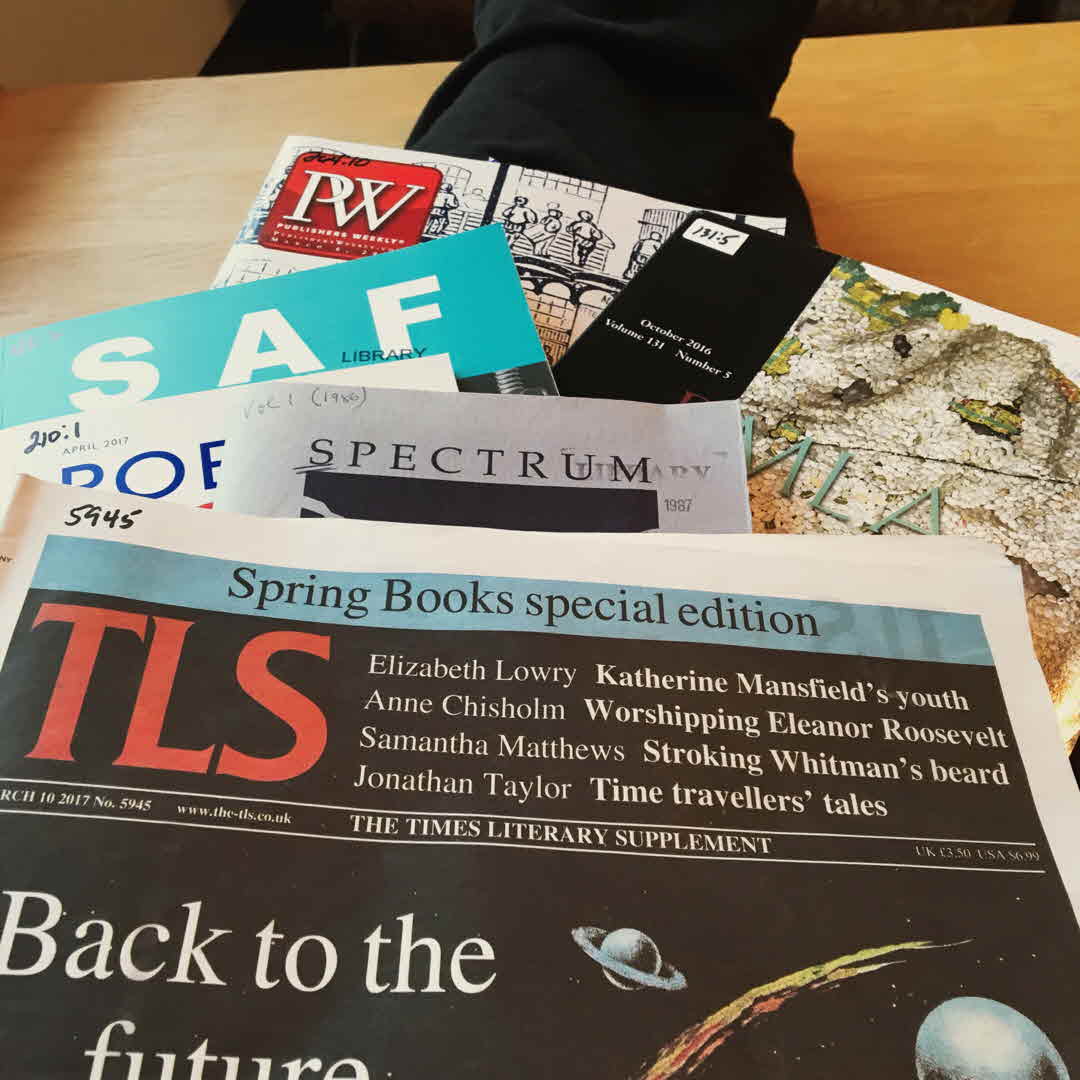 264.10
PW
PUBLISHERS WEEKLY
131:5
October 2016
Volume 131 Number 5
MLA
SAF
LIBRARY
Vol 1 (1986)
210:1
APRIL 2017
POE
SPECTRUM
LIBRARY
1987
5945
Spring Books special edition
TLS
Elizabeth Lowry Katherine Mansfield's youth
Anne Chisholm Worshipping Eleanor Roosevelt
Samantha Matthews Stroking Whitman's beard
Jonathan Taylor Time travellers' tales
RCH 10 2017 No. 5945 www.the-tls.co.uk THE TIMES LITERARY SUPPLEMENT UK £3.50 USA $6.99
Back to the
future